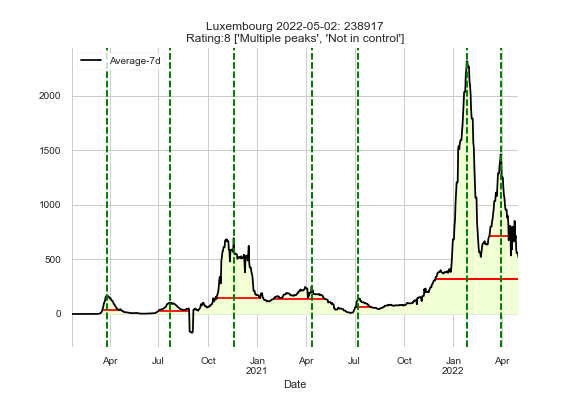 Luxembourg 2022-05-02: 238917
Rating:8 ['Multiple peaks', 'Not in control']
Average-7d
2000
1500
1000
500
0
Apr Jul Oct Jan Apr Jul Oct Jan Apr
2021 2022
Date